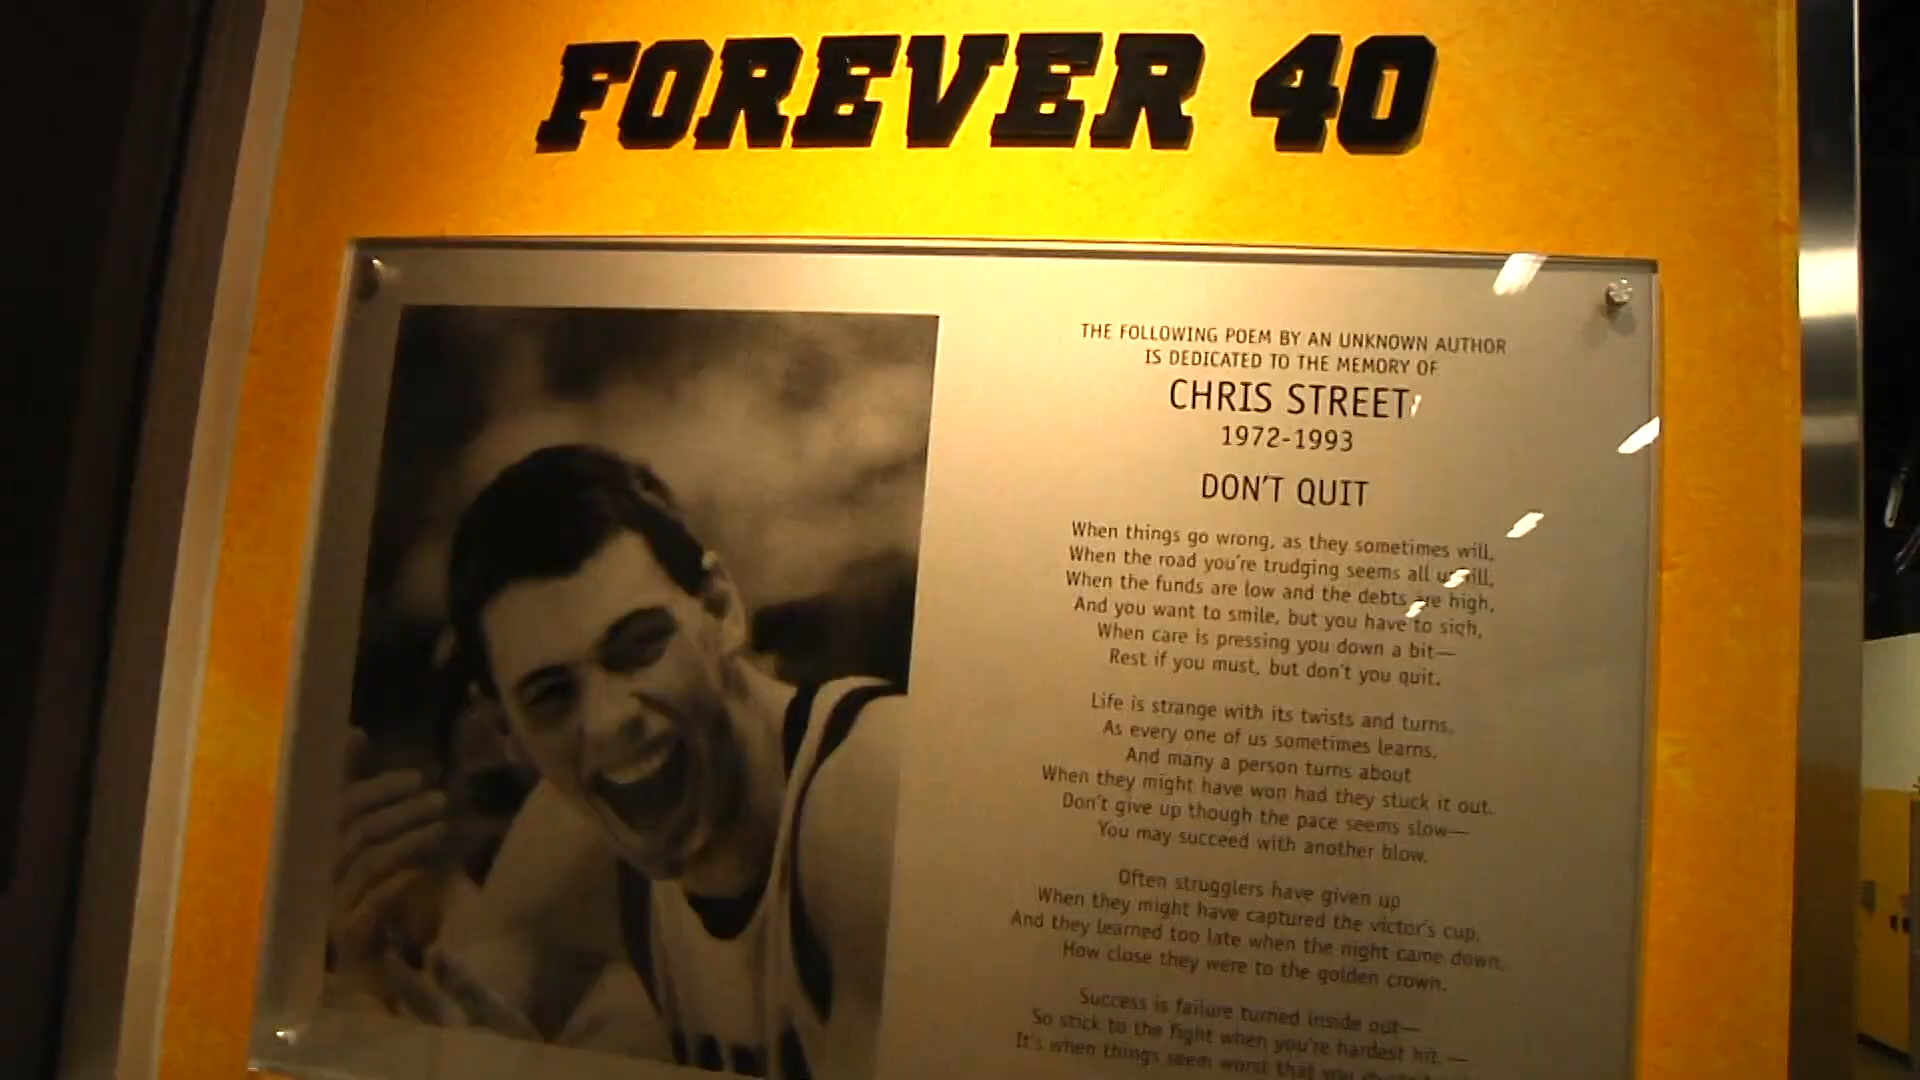 FOREVER 40
THE FOLLOWING POEM BY AN UNKNOWN AUTHOR
IS DEDICATED TO THE MEMORY OF
CHRIS STREET
1972-1993
DON'T QUIT
When things go wrong, as they sometimes will,
When the road you're trudging seems all uphill,
When the funds are low and the debts are high,
And you want to smile, but you have to sigh,
When care is pressing you down a bit—
Rest if you must, but don't you quit.
Life is strange with its twists and turns,
As every one of us sometimes learns,
And many a person turns about
When they might have won had they stuck it out.
Don't give up though the pace seems slow—
You may succeed with another blow.
Often strugglers have given up
When they might have captured the victor's cup,
And they learned too late when the night came down,
How close they were to the golden crown.
Success is failure turned inside out—
So stick to the fight when you're hardest hit,—
It's when things seem worst that you